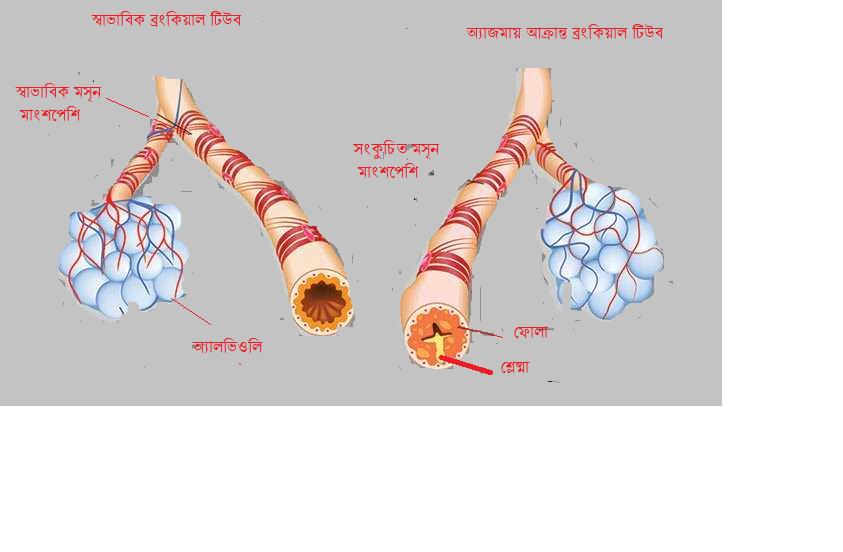 স্বাভাবিক ব্রংকিয়াল টিউব
অ্যাজমায় আক্রান্ত ব্রংকিয়াল টিউব
স্বাভাবিক মসৃন
মাংশপেশি
সংকুচিত মসৃন
মাংশপেশি
অ্যালভিওলি
ফোলা
শ্লেষ্মা